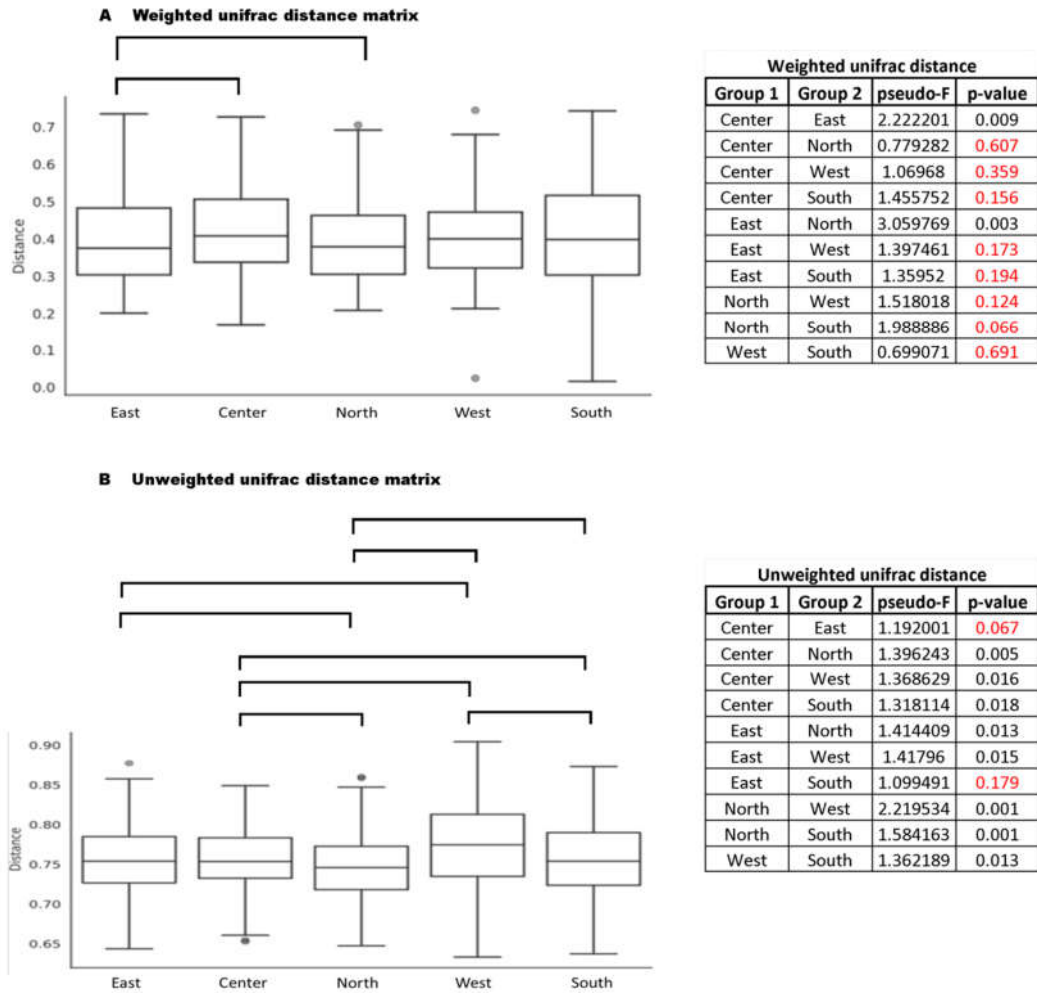 A Weighted unifrac distance matrix
Distance
0.7
0.6
0.5
0.4
0.3
0.2
0.1
0.0
East Center North West South
Weighted unifrac distance
Group 1 Group 2 pseudo-F p-value
Center East 2.222201 0.009
Center North 0.779282 0.607
Center West 1.06968 0.359
Center South 1.455752 0.156
East North 3.059769 0.003
East West 1.397461 0.173
East South 1.35952 0.194
North West 1.518018 0.124
North South 1.988886 0.066
West South 0.699071 0.691
B Unweighted unifrac distance matrix
Distance
0.90
0.85
0.80
0.75
0.70
0.65
East Center North West South
Unweighted unifrac distance
Group 1 Group 2 pseudo-F p-value
Center East 1.192001 0.067
Center North 1.396243 0.005
Center West 1.368629 0.016
Center South 1.318114 0.018
East North 1.414409 0.013
East West 1.41796 0.015
East South 1.099491 0.179
North West 2.219534 0.001
North South 1.584163 0.001
West South 1.362189 0.013